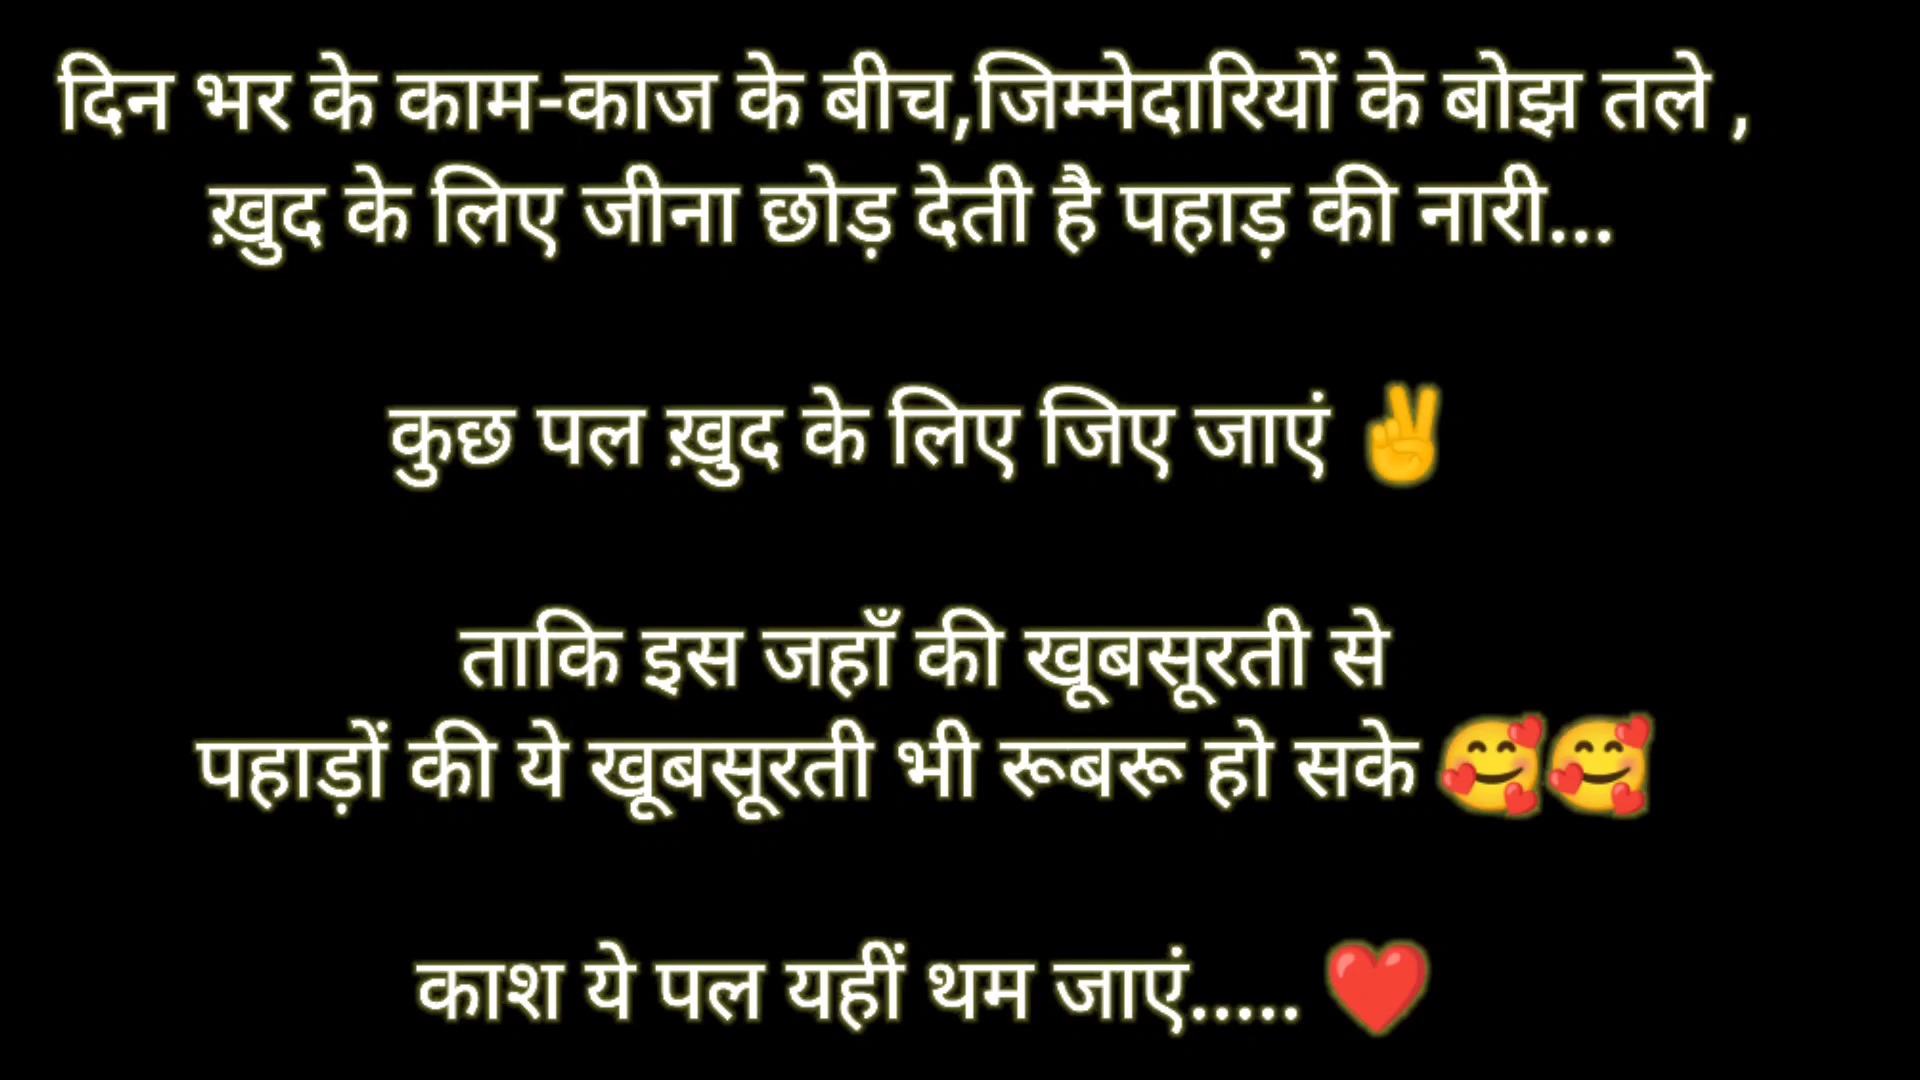 दिन भर के काम-काज के बीच,जिम्मेदारियों के बोझ तले ,
ख़ुद के लिए जीना छोड़ देती है पहाड़ की नारी...
कुछ पल ख़ुद के लिए जिए जाएं ✌️
ताकि इस जहाँ की खूबसूरती से
पहाड़ों की ये खूबसूरती भी रूबरू हो सके 🥰🥰
काश ये पल यहीं थम जाएं..... ❤️